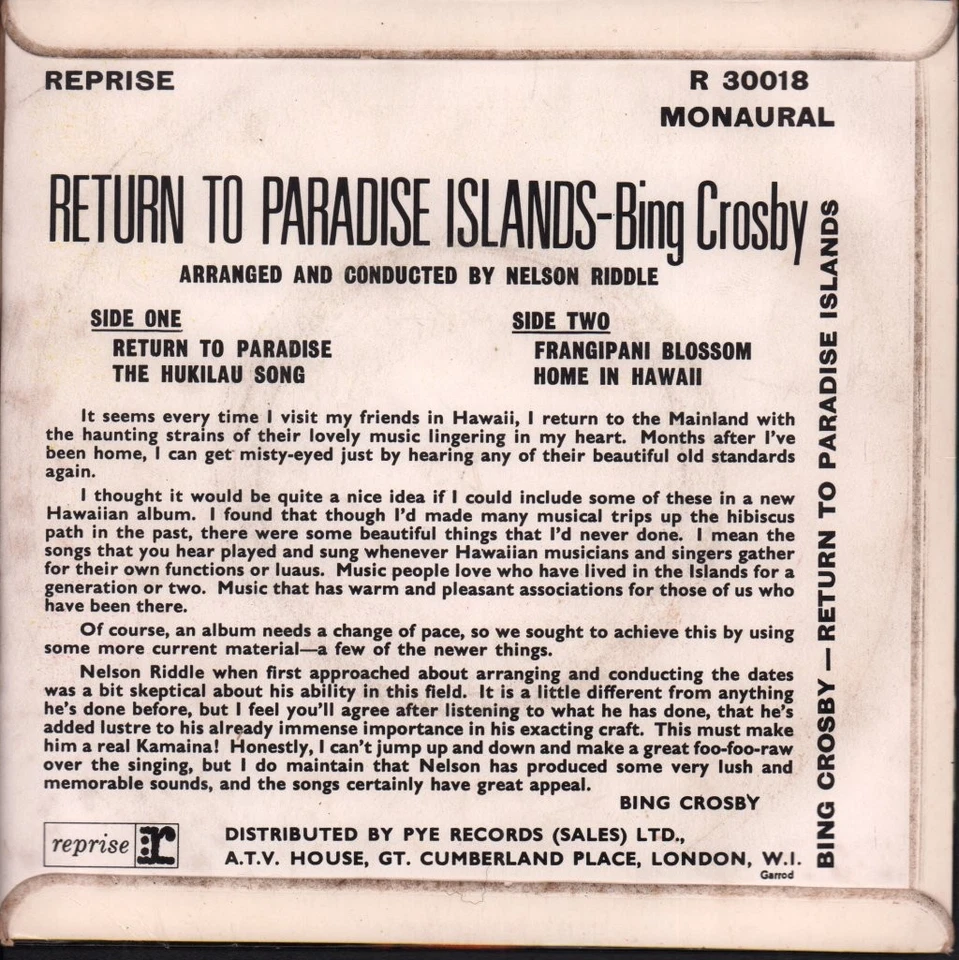 REPRISE
R 30018
MONAURAL
RETURN TO PARADISE ISLANDS-Bing Crosby
ARRANGED AND CONDUCTED BY NELSON RIDDLE
SIDE ONE
RETURN TO PARADISE
THE HUKILAU SONG
SIDE TWO
FRANGIPANI BLOSSOM
HOME IN HAWAII
It seems every time I visit my friends in Hawaii, I return to the Mainland with
the haunting strains of their lovely music lingering in my heart. Months after I've
been home, I can get misty-eyed just by hearing any of their beautiful old standards
again.
I thought it would be quite a nice idea if I could include some of these in a new
Hawaiian album. I found that though I'd made many musical trips up the hibiscus
path in the past, there were some beautiful things that I'd never done. I mean the
songs that you hear played and sung whenever Hawaiian musicians and singers gather
for their own functions or luaus. Music people love who have lived in the Islands for a
generation or two. Music that has warm and pleasant associations for those of us who
have been there.
Of course, an album needs a change of pace, so we sought to achieve this by using
some more current material—a few of the newer things.
Nelson Riddle when first approached about arranging and conducting the dates
was a bit skeptical about his ability in this field. It is a little different from anything
he's done before, but I feel you'll agree after listening to what he has done, that he's
added lustre to his already immense importance in his exacting craft. This must make
him a real Kamaina! Honestly, I can't jump up and down and make a great foo-foo-raw
over the singing, but I do maintain that Nelson has produced some very lush and
memorable sounds, and the songs certainly have great appeal.
BING CROSBY
reprise r:
DISTRIBUTED BY PYE RECORDS (SALES) LTD.,
A.T.V. HOUSE, GT. CUMBERLAND PLACE, LONDON, W.I.
Garrod
BING CROSBY — RETURN TO PARADISE ISLANDS